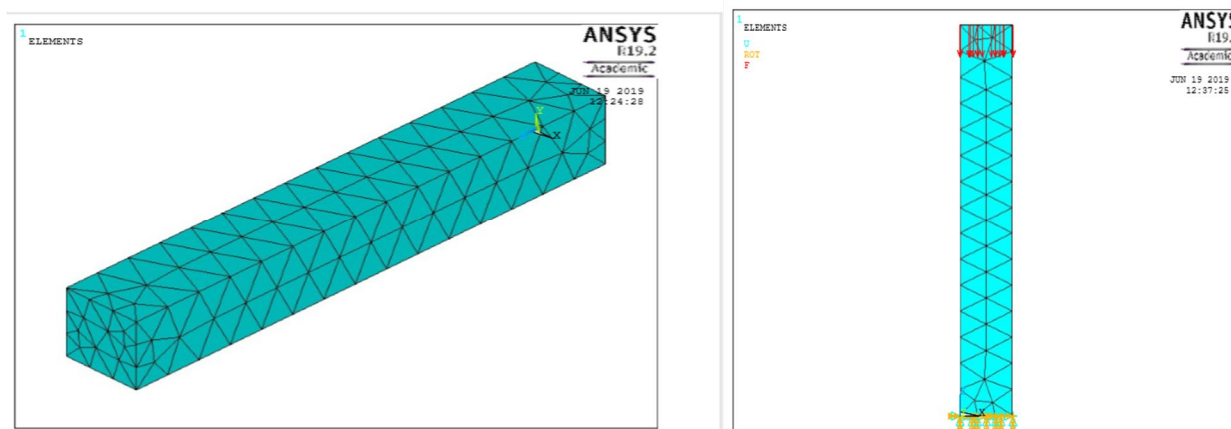 1
ELEMENTS
ANSYS
R19.2
Academic
JUN 19 2019
12:24:28
Y
X
1
ELEMENTS
U
ROT
F
ANSYS
R19.
Academic
JUN 19 2019
12:37:25
X